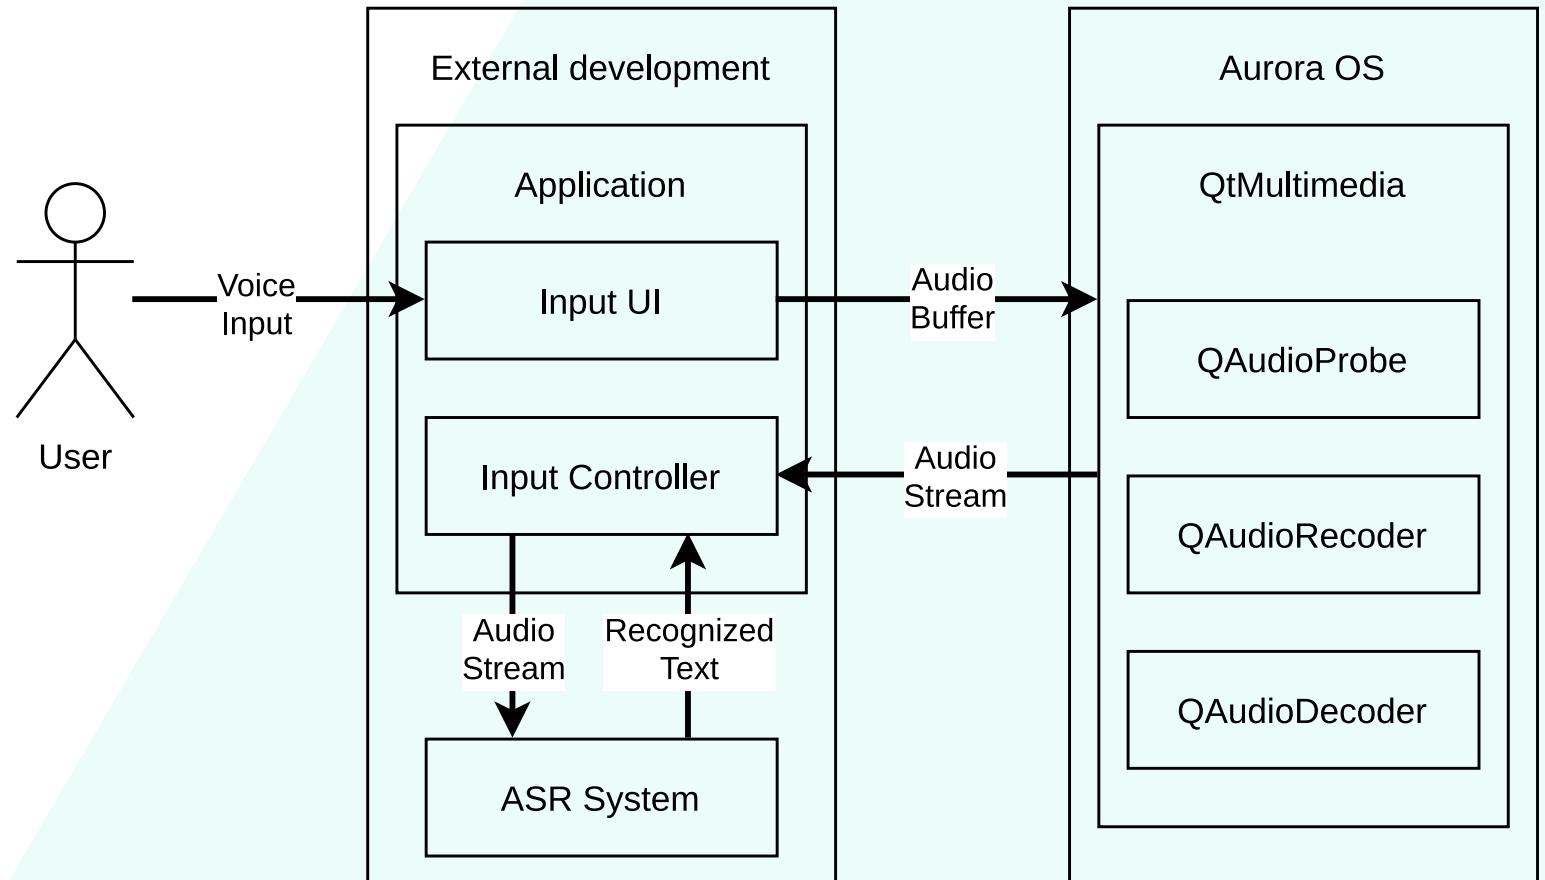 External development
Aurora OS
Application
QtMultimedia
Voice
Input
Input UI
Audio
Buffer
QAudioProbe
User
Input Controller
Audio
Stream
QAudioRecoder
Audio
Stream
Recognized
Text
QAudioDecoder
ASR System